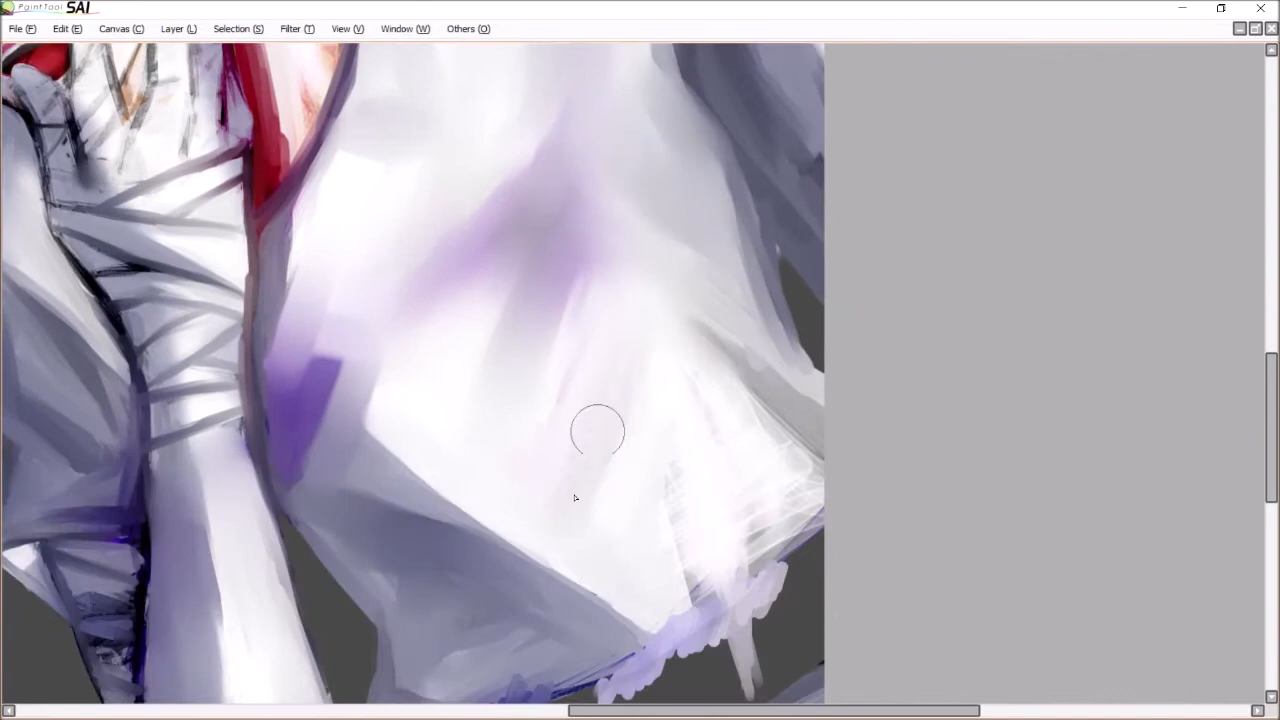 PaintTool SAI
File (F) Edit (E) Canvas (C) Layer (L) Selection (S) Filter (T) View (V) Window (W) Others (O)